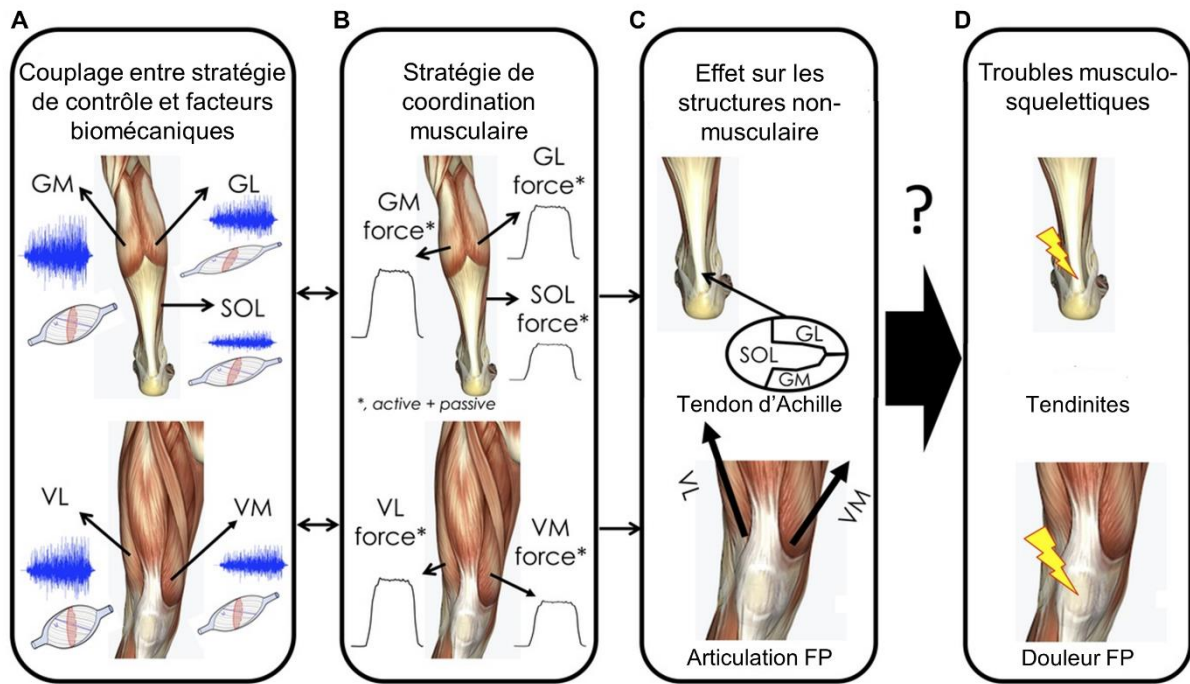 A
Couplage entre stratégie
de contrôle et facteurs
biomécaniques
GM
GL
SOL
VL
VM
B
Stratégie de
coordination
musculaire
GL
force*
GM
force*
SOL
force*
*, active + passive
VL
force*
VM
force*
C
Effet sur les
structures non-
musculaire
GL
SOL
GM
Tendon d'Achille
VL
VM
Articulation FP
?
D
Troubles musculo-
squelettiques
Tendinites
Douleur FP